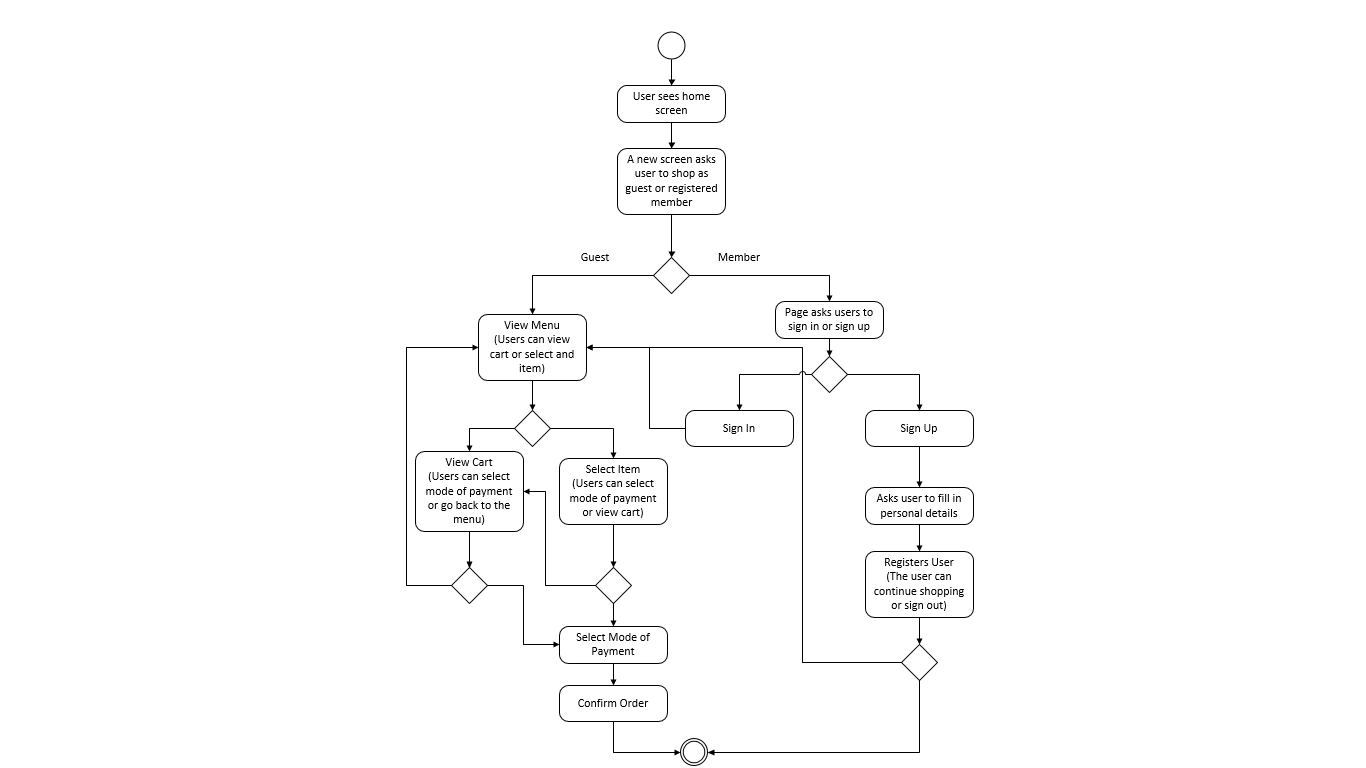 User sees home
screen
A new screen asks
user to shop as
guest or registered
member
Guest
Member
Page asks users to
sign in or sign up
View Menu
(Users can view
cart or select and
item)
Sign In
Sign Up
View Cart
(Users can select
mode of payment
or go back to the
menu)
Select Item
(Users can select
mode of payment
or view cart)
Asks user to fill in
personal details
Registers User
(The user can
continue shopping
or sign out)
Select Mode of
Payment
Confirm Order